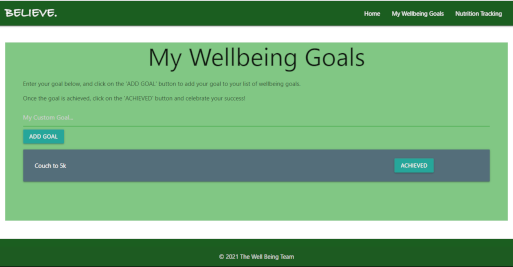 BELIEVE.
Home My Wellbeing Goals Nutrition Tracking
My Wellbeing Goals
Enter your goal below, and click on the 'ADD GOAL' button to add your goal to your list of wellbeing goals.
Once the goal is achieved, click on the 'ACHIEVED' button and celebrate your success!
My Custom Goal...
ADD GOAL
Couch to 5k ACHIEVED
© 2021 The Well Being Team